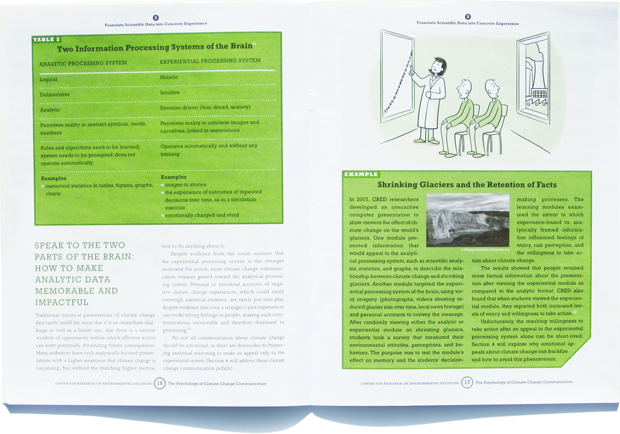 3
Translate Scientific Data into Concrete Experience
TABLE 2
Two Information Processing Systems of the Brain
ANALYTIC PROCESSING SYSTEM
EXPERIENTIAL PROCESSING SYSTEM
Logical
Holistic
Deliberative
Intuitive
Analytic
Emotion-driven (fear, dread, anxiety)
Perceives reality in abstract symbols, words,
numbers
Perceives reality in concrete images and
narratives, linked in associations
Rules and algorithms need to be learned;
system needs to be prompted; does not
operate automatically
Operates automatically and without any
training
Examples
numerical statistics in tables, figures, graphs,
charts
Examples
images or stories
the experience of outcomes of repeated
decisions over time, as in a simulation
exercise
emotionally charged and vivid
SPEAK TO THE TWO
PARTS OF THE BRAIN:
HOW TO MAKE
ANALYTIC DATA
MEMORABLE AND
IMPACTFUL
Traditional statistical presentations of climate change
data rarely instill the sense that it is an immediate challenge
as well as a future one, that there is a narrow
window of opportunity within which effective action
can avert potentially devastating future consequences.
Many audiences leave such analytically focused presentations
with a higher awareness that climate change is
happening, but without the matching higher motivation
to do anything about it.
Despite evidence from the social sciences that
the experiential processing system is the stronger
motivator for action, most climate change communication
remains geared toward the analytical processing
system. Personal or anecdotal accounts of negative
climate change experiences, which could easily
outweigh statistical evidence, are rarely put into play,
despite evidence that even a stranger's past experiences
can evoke strong feelings in people, making such communications
memorable and therefore dominant in
processing.
Yet not all communication about climate change
should be emotional, as there are downsides to bypassing
analytical reasoning to make an appeal only to the
experiential system (Section 4 will address these climate
change communication pitfalls).
CENTER FOR RESEARCH ON ENVIRONMENTAL DECISIONS 16 The Psychology of Climate Change Communication
3
Translate Scientific Data into Concrete Experience
EXAMPLE
Shrinking Glaciers and the Retention of Facts
In 2007, CRED researchers
developed an interactive
computer presentation to
show viewers the effect of climate
change on the world's
glaciers. One module presented
information that
would appeal to the analytical
processing system, such as scientific analysis,
statistics, and graphs, to describe the relationship
between climate change and shrinking
glaciers. Another module targeted the experiential
processing system of the brain, using vivid
imagery (photographs, videos showing reduced
glacier size over time, local news footage)
and personal accounts to convey the message.
After randomly viewing either the analytic or
experiential module on shrinking glaciers,
students took a survey that measured their
environmental attitudes, perceptions, and behaviors.
The purpose was to test the module's
effect on memory and the students' decision-
making processes. The
learning modules examined
the extent to which
experience-based vs. analytically
framed information
influenced feelings of
worry, risk perception, and
the willingness to take action
about climate change.
The results showed that people retained
more factual information about the presentation
after viewing the experiential module as
compared to the analytic format. CRED also
found that when students viewed the experiential
module, they reported both increased levels
of worry and willingness to take action.
Unfortunately, the resulting willingness to
take action after an appeal to the experiential
processing system alone can be short-lived.
Section 4 will explore why emotional appeals
about climate change can backfire
and how to avoid this phenomenon.
CENTER FOR RESEARCH ON ENVIRONMENTAL DECISIONS 17 The Psychology of Climate Change Communication